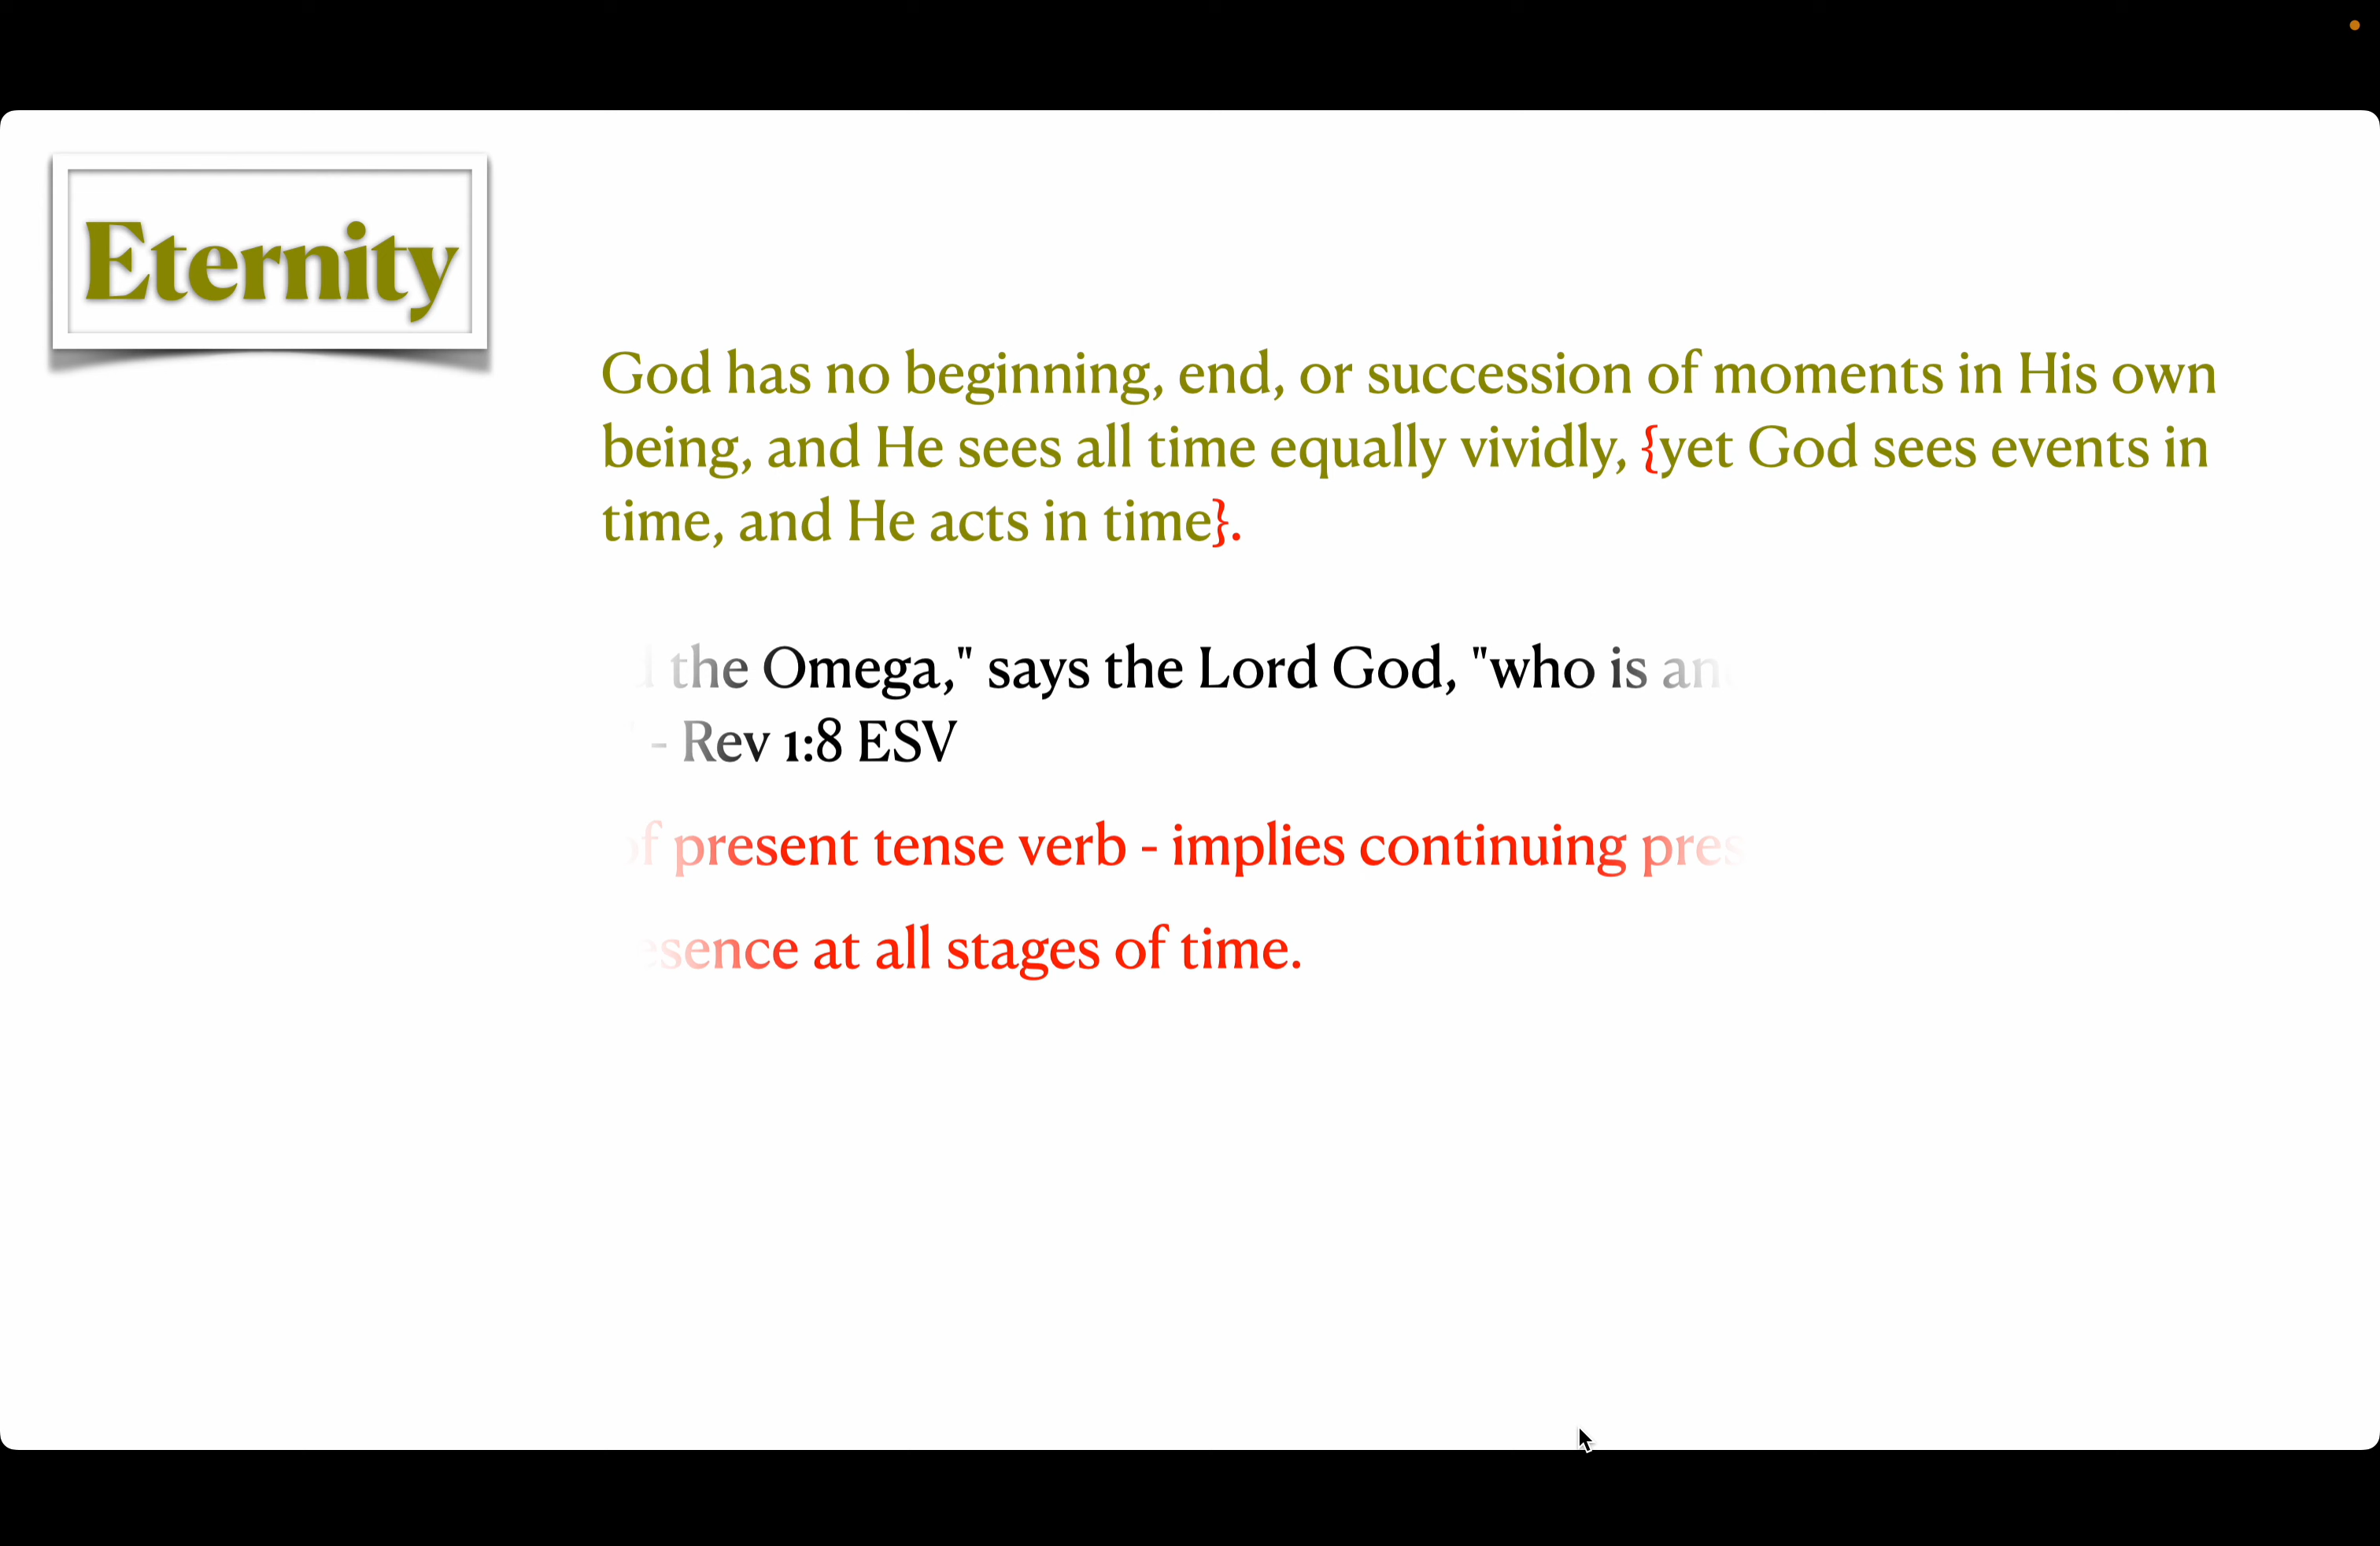 Eternity
God has no beginning, end, or succession of moments in His own
being, and He sees all time equally vividly, {yet God sees events in
time, and He acts in time}.
the Omega," says the Lord God, "who is
" - Rev 1:8 ESV
of present tense verb - implies continuing
at all stages of time.